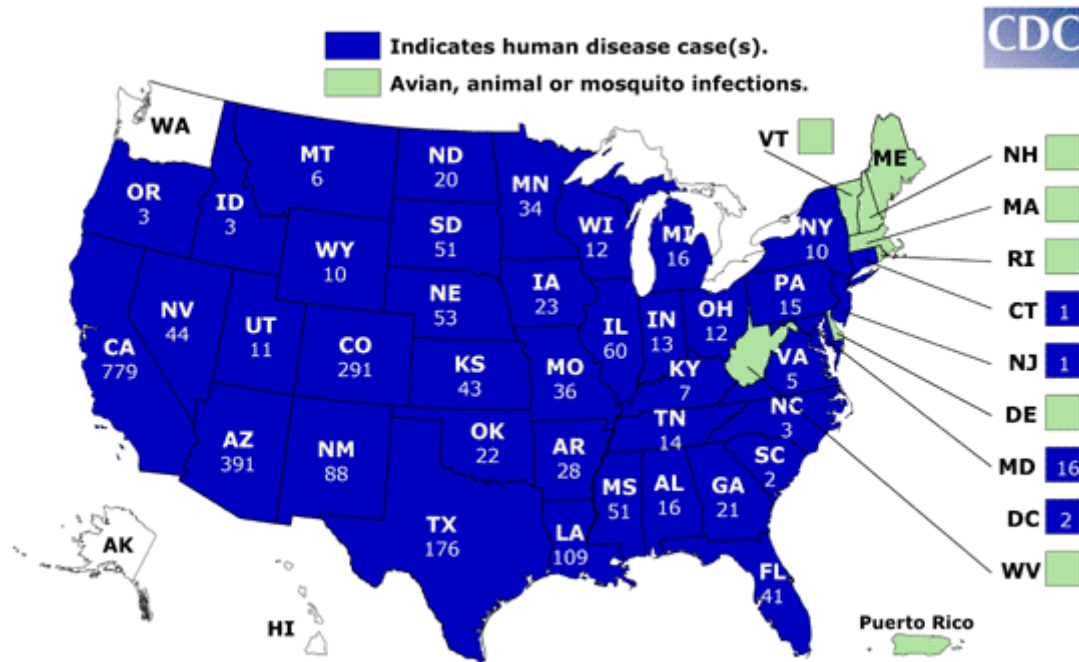 CDC
Indicates human disease case(s).
Avian, animal or mosquito infections.
WA
MT
6
ND
20
MN
34
VT
ME
NH
OR
3
ID
3
WY
10
SD
51
WI
12
MI
16
NY
10
MA
RI
NV
44
UT
11
CO
291
NE
53
IA
23
IL
60
IN
13
OH
12
PA
15
CT 1
CA
779
KS
43
MO
36
KY
7
VA
5
NJ 1
AZ
391
NM
88
OK
22
AR
28
TN
14
NC
3
DE
SC
2
MD 16
TX
176
LA
109
MS
51
AL
16
GA
21
DC 2
FL
41
WV
AK
HI
Puerto Rico